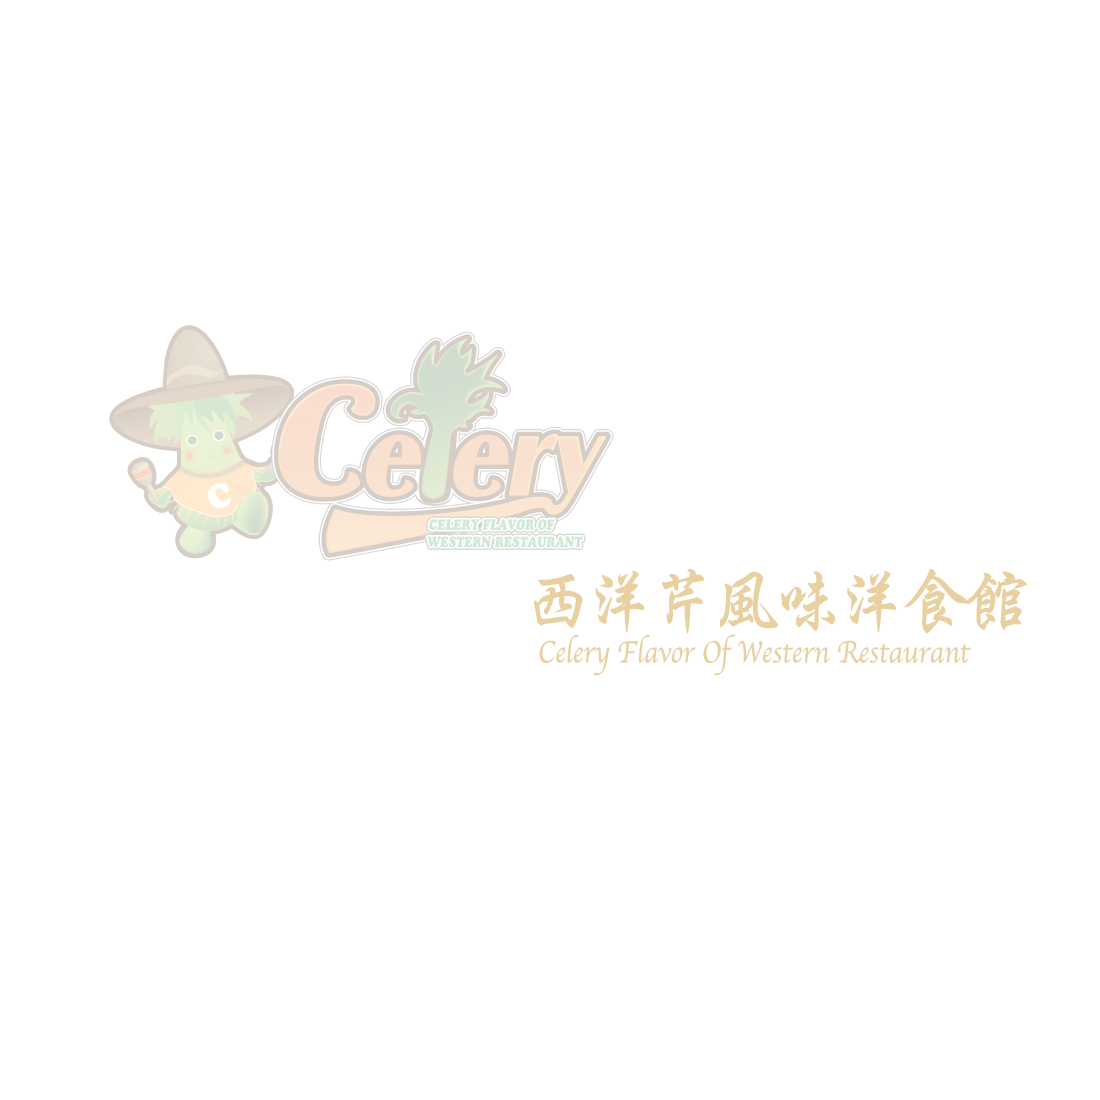 C
Celery
CELERY FLAVOR OF
WESTERN RESTAURANT
西洋芹風味洋食館
Celery Flavor Of Western Restaurant